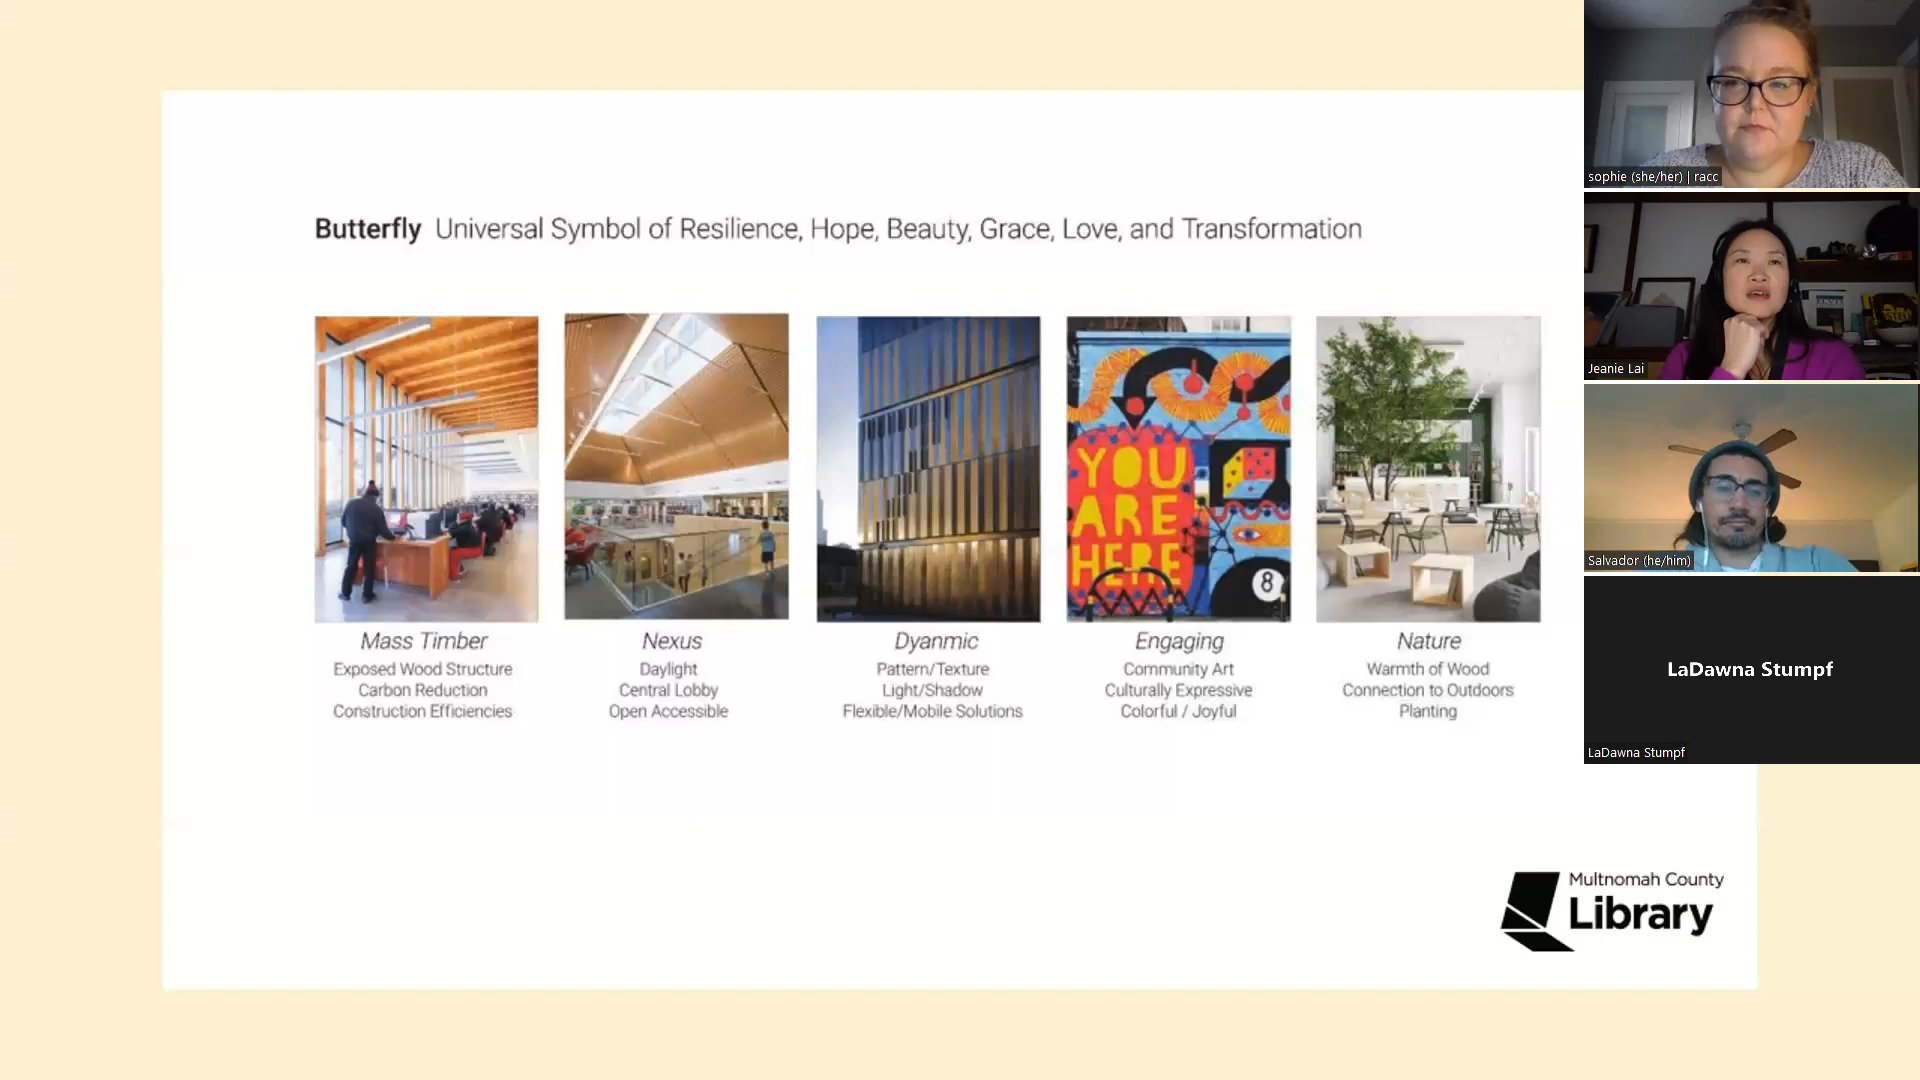 Butterfly Universal Symbol of Resilience, Hope, Beauty, Grace, Love, and Transformation
YOU
ARE
HERE
8
Mass Timber
Exposed Wood Structure
Carbon Reduction
Construction Efficiencies
Nexus
Daylight
Central Lobby
Open Accessible
Dyanmic
Pattern/Texture
Light/Shadow
Flexible/Mobile Solutions
Engaging
Community Art
Culturally Expressive
Colorful / Joyful
Nature
Warmth of Wood
Connection to Outdoors
Planting
Multnomah County
Library
sophie (she/her) | racc
Jeanie Lai
Salvador (he/him)
LaDawna Stumpf
LaDawna Stumpf